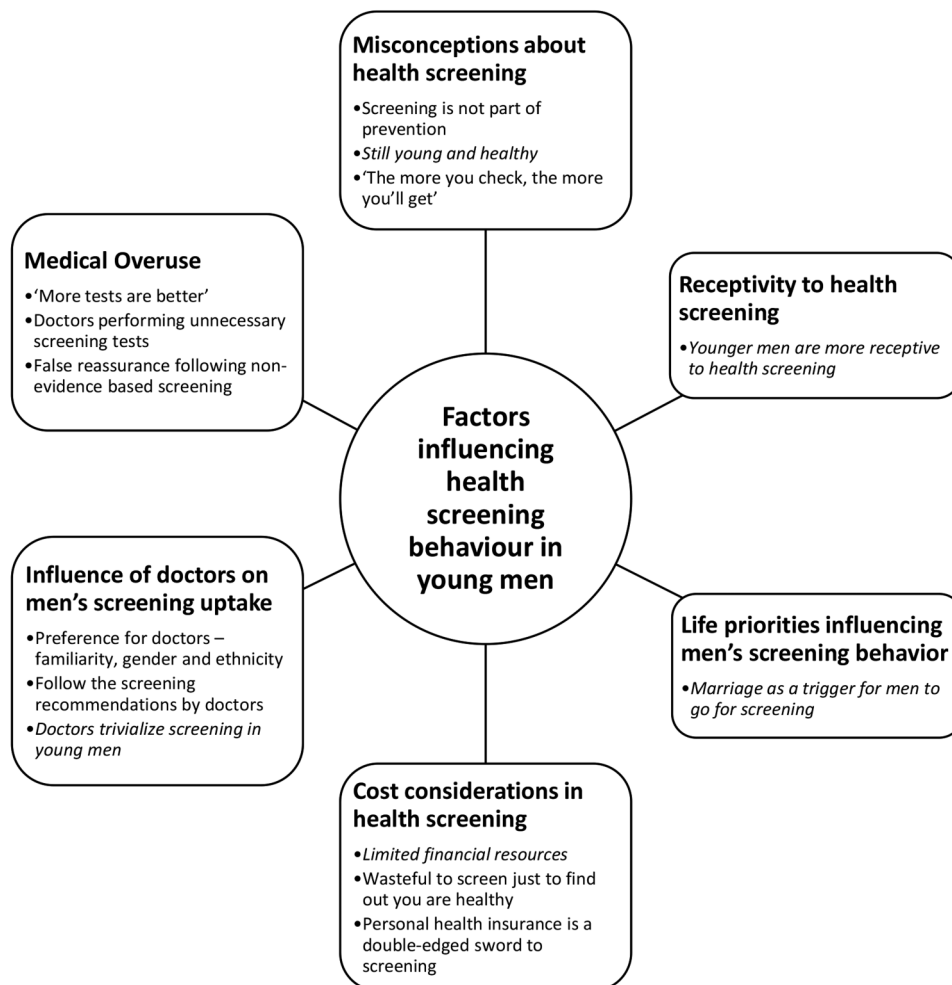 Misconceptions about
health screening
•Screening is not part of
prevention
•Still young and healthy
•‘The more you check, the more
you’ll get’
Medical Overuse
•‘More tests are better’
•Doctors performing unnecessary
screening tests
•False reassurance following non-
evidence based screening
Receptivity to health
screening
•Younger men are more receptive
to health screening
Factors
influencing
health
screening
behaviour in
young men
Influence of doctors on
men’s screening uptake
•Preference for doctors –
familiarity, gender and ethnicity
•Follow the screening
recommendations by doctors
•Doctors trivialize screening in
young men
Life priorities influencing
men’s screening behavior
•Marriage as a trigger for men to
go for screening
Cost considerations in
health screening
•Limited financial resources
•Wasteful to screen just to find
out you are healthy
•Personal health insurance is a
double-edged sword to
screening